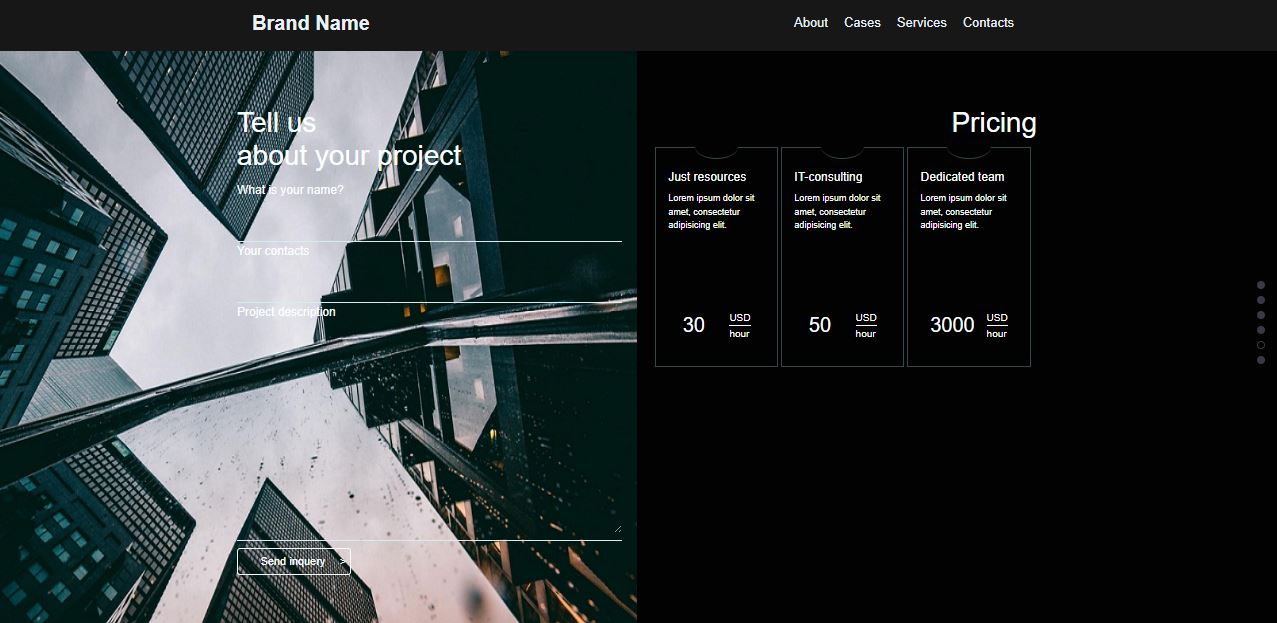 Brand Name
About Cases Services Contacts
Tell us
about your project
What is your name?
Your contacts
Project description
Send inquery >
Pricing
Just resources
Lorem ipsum dolor sit
amet, consectetur
adipisicing elit.
30 USD
hour
IT-consulting
Lorem ipsum dolor sit
amet, consectetur
adipisicing elit.
50 USD
hour
Dedicated team
Lorem ipsum dolor sit
amet, consectetur
adipisicing elit.
3000 USD
hour